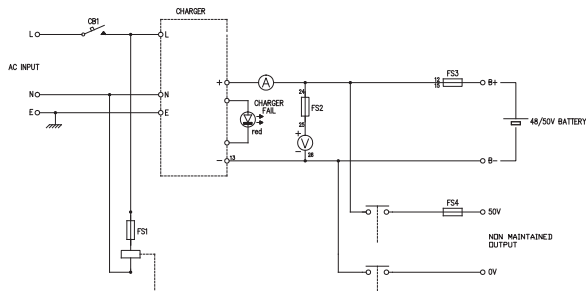 CHARGER
CB1
L
L
AC INPUT
N
N
E
E
+
A
24
FS2
25
12
15
FS3
B+
CHARGER
FAIL
red
+
V
-
26
48/50V BATTERY
-
13
B-
FS1
FS4
50V
NON MAINTAINED
OUTPUT
0V